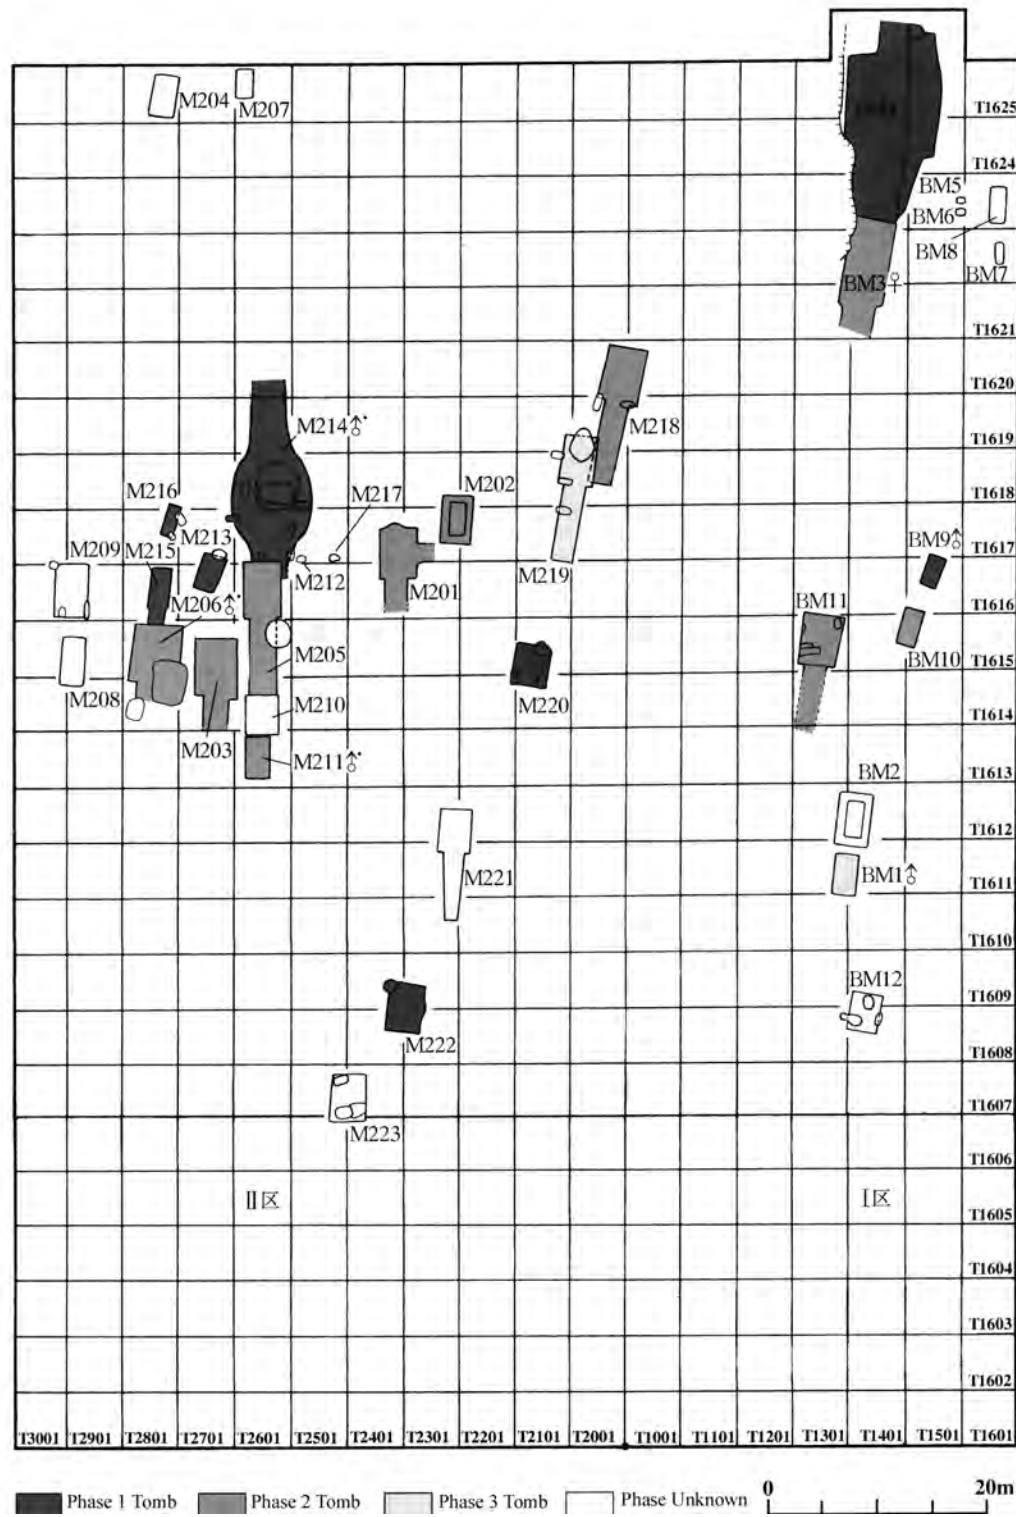 M204
M207
T1625
T1624
BM5
BM6
BM8
BM7
BM3♀
T1621
T1620
M214♂
M218
T1619
M216
M217
M202
T1618
M209
M213
M215
M212
M219
BM9♂
T1617
M206♂
M201
BM11
T1616
M205
BM10
M208
M220
T1615
M210
M203
M211♂
T1614
BM2
T1613
T1612
M221
BM1♂
T1611
T1610
BM12
T1609
M222
T1608
M223
T1607
T1606
II区
I区
T1605
T1604
T1603
T1602
T3001 T2901 T2801 T2701 T2601 T2501 T2401 T2301 T2201 T2101 T2001 T1001 T1101 T1201 T1301 T1401 T1501 T1601
Phase 1 Tomb Phase 2 Tomb Phase 3 Tomb Phase Unknown 0 20m